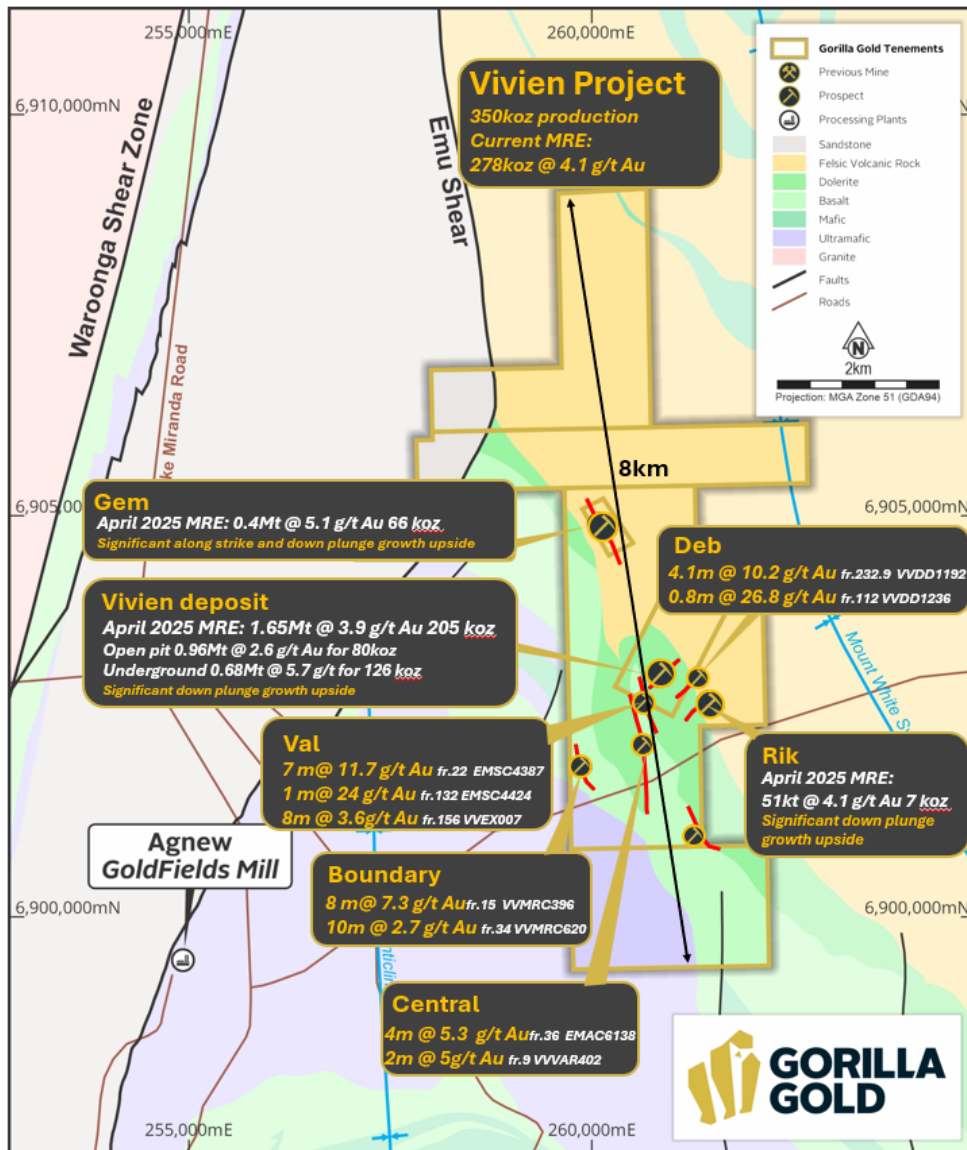 255,000mE
260,000mE
6,910,000mN
Waroonga Shear Zone
Emu Shear
Vivien Project
350koz production
Current MRE:
278koz @ 4.1 g/t Au
Gorilla Gold Tenements
Previous Mine
Prospect
Processing Plants
Sandstone
Felsic Volcanic Rock
Dolerite
Basalt
Mafic
Ultramafic
Granite
Faults
Roads
N
2km
Projection: MGA Zone 51 (GDA94)
ke Miranda Road
8km
6,905,
6,905,000mN
Gem
April 2025 MRE: 0.4Mt @ 5.1 g/t Au 66 koz
Significant along strike and down plunge growth upside
Deb
4.1m @ 10.2 g/t Au fr.232.9 VVDD1192
0.8m @ 26.8 g/t Au fr.112 VVDD1236
Vivien deposit
April 2025 MRE: 1.65Mt @ 3.9 g/t Au 205 koz
Open pit 0.96Mt @ 2.6 g/t Au for 80koz
Underground 0.68Mt @ 5.7 g/t for 126 koz
Significant down plunge growth upside
Mount White Sy
Val
7 m@ 11.7 g/t Au fr.22 EMSC4387
1 m@ 24 g/t Au fr.132 EMSC4424
8m @ 3.6g/t Au fr.156 VVEX007
Rik
April 2025 MRE:
51kt @ 4.1 g/t Au 7 koz
Significant down plunge
growth upside
Agnew
GoldFields Mill
Boundary
8 m@ 7.3 g/t Au fr.15 VVMRC396
10m @ 2.7 g/t Au fr.34 VVMRC620
6,900,000mN
6,900,000mN
nticlin
Central
4m @ 5.3 g/t Au fr.36 EMAC6138
2m @ 5g/t Au fr.9 VVVAR402
GORILLA
GOLD
255,000mE
260,000mE